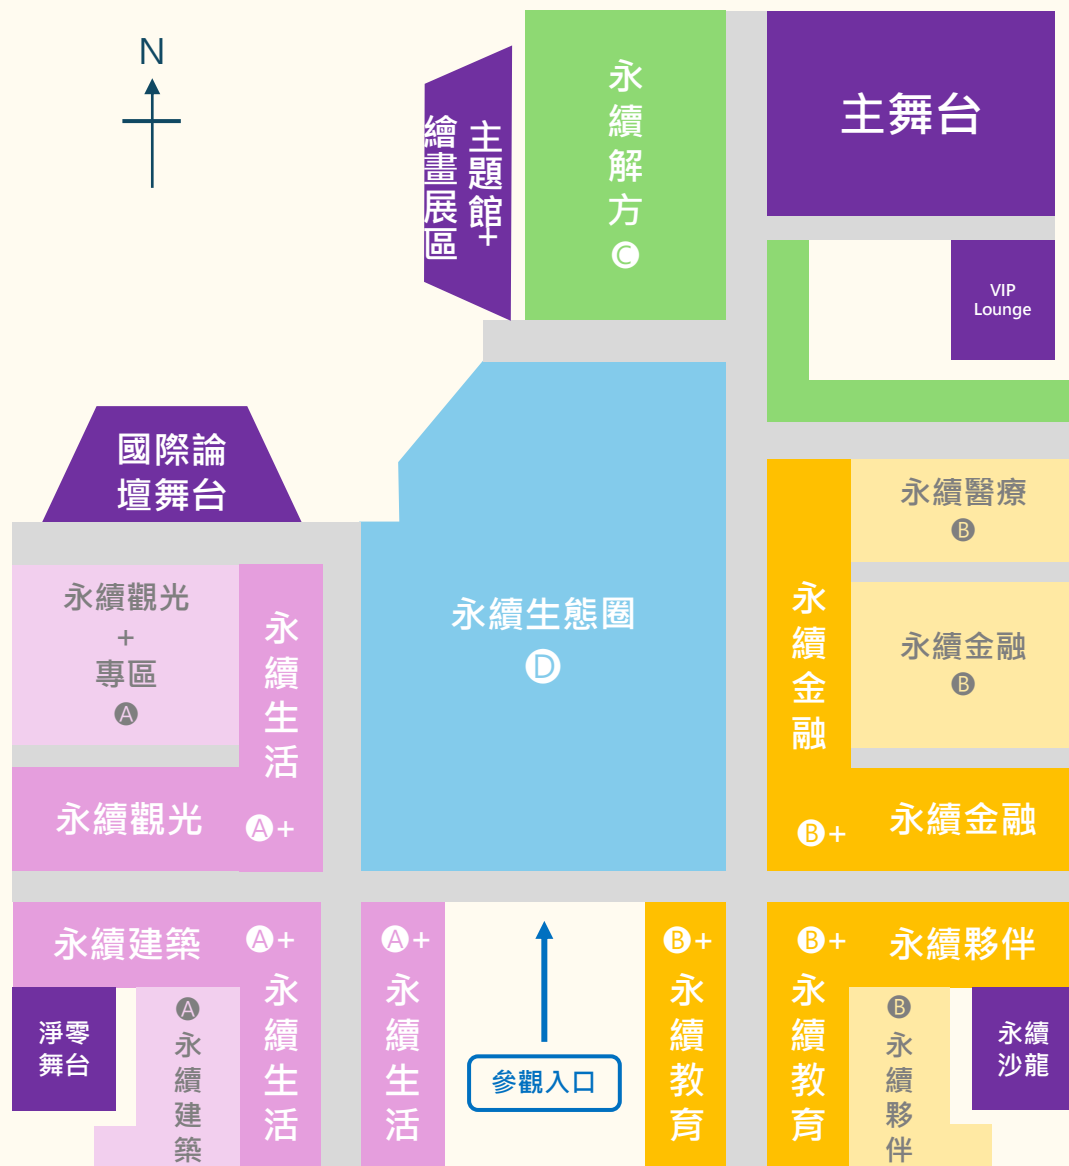 N
主題館+
繪畫展區
永續解方
C
主舞台
VIP
Lounge
國際論
壇舞台
永續觀光
+
專區
A
永續生活
永續觀光
A+
永續生態圈
D
永續金融
永續醫療
B
永續金融
B
B+
永續金融
永續建築
A+
永續生活
A+
永續生活
參觀入口
B+
永續教育
B+
永續教育
永續夥伴
淨零
舞台
A
永續建築
B
永續夥伴
永續
沙龍